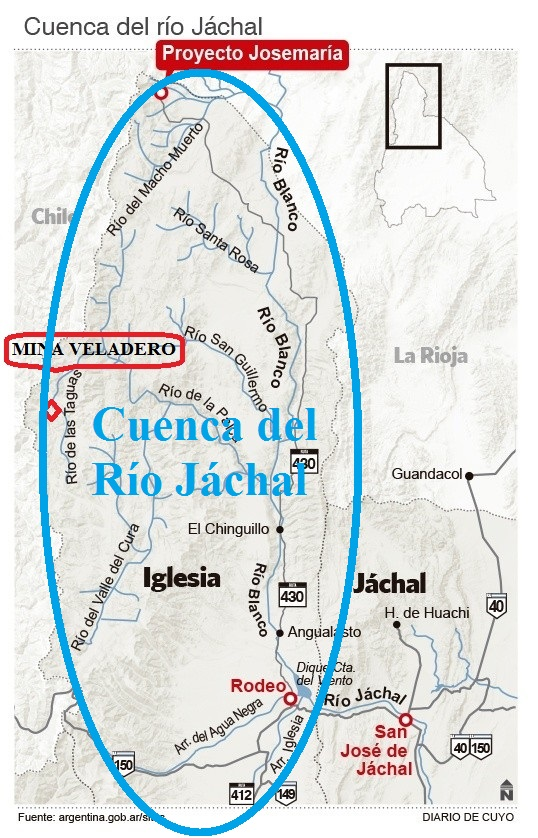 Cuenca del río Jáchal
Proyecto Josemaría
Río del Macho Muerto
Río Blanco
Chile
Río Santa Rosa
Río Blanco
MINA VELADERO
Río San Guillermo
La Rioja
Río de las Taguas
Río de la Palca
Cuenca del
Río Jáchal
430
Guandacol
El Chinguillo
Río del Valle del Cura
Iglesia
Río Blanco
430
Jáchal
40
H. de Huachi
Angualasto
Dique Cta.
del Viento
Rodeo
Río Jáchal
Arr. del Agua Negra
Arr. Iglesia
San
José de
Jáchal
40 150
150
412
149
N
Fuente: argentina.gob.ar/
DIARIO DE CUYO